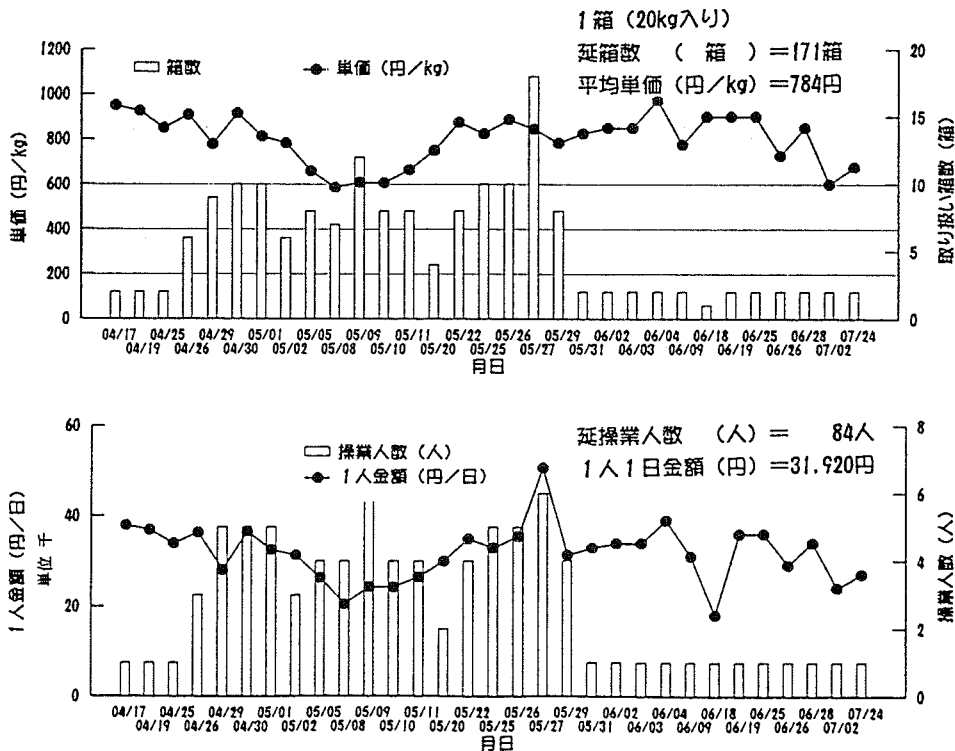 1箱(20kg入り)
延箱数 ( 箱 )=171箱
平均単価(円/kg)=784円
箱数
単価(円/kg)
単価(円/kg)
1200
1000
800
600
400
200
0
取り扱い箱数(箱)
20
15
10
5
0
04/17 04/25 04/29 05/01 05/05 05/09 05/11 05/22 05/26 05/29 06/02 06/04 06/18 06/25 06/28 07/24
04/19 04/26 04/30 05/02 05/08 05/10 05/20 05/25 05/27 05/31 06/03 06/09 06/19 06/26 07/02
月日
延操業人数 (人)= 84人
1人1日金額(円)=31.920円
操業人数(人)
1人金額(円/日)
1人金額(円/日)
単位 千
60
40
20
0
操業人数(人)
8
6
4
2
0
04/17 04/25 04/29 05/01 05/05 05/09 05/11 05/22 05/26 05/29 06/02 06/04 06/18 06/25 06/28 07/24
04/19 04/26 04/30 05/02 05/08 05/10 05/20 05/25 05/27 05/31 06/03 06/09 06/19 06/26 07/02
月日